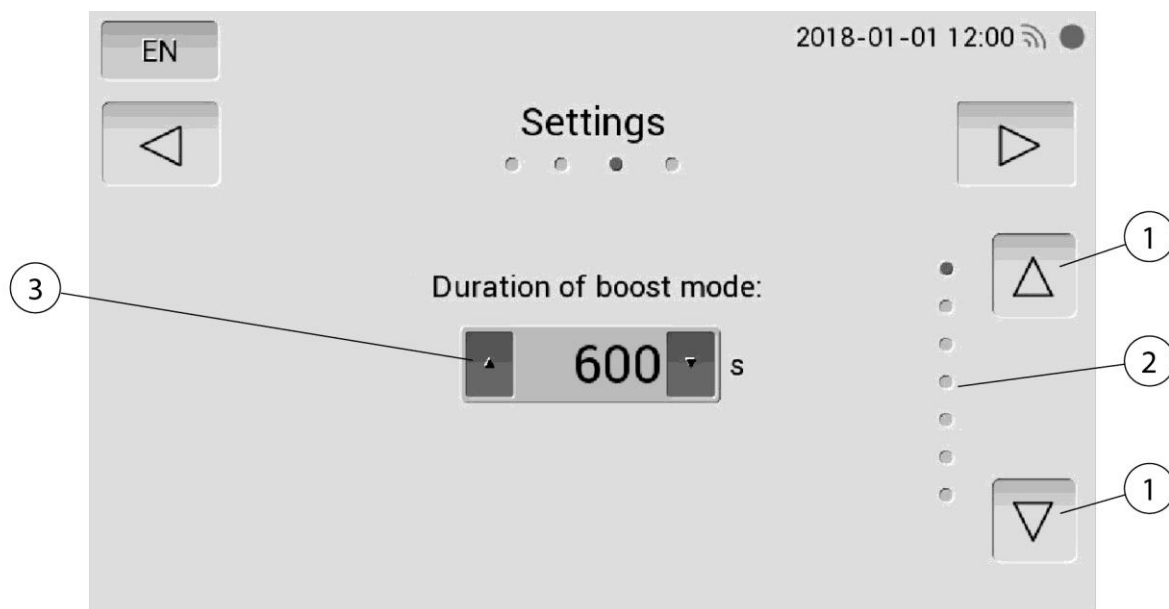 EN
2018-01-01 12:00
Settings
1
3
Duration of boost mode:
600 s
2
1